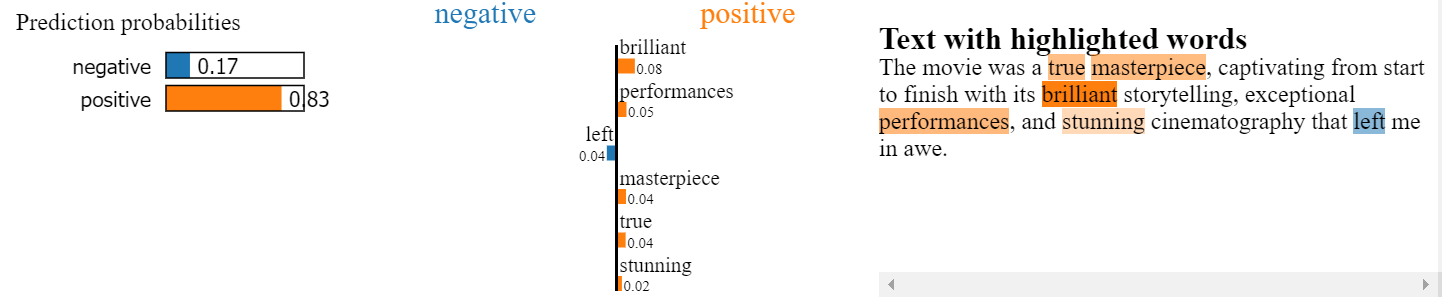 Prediction probabilities
negative 0.17
positive 0.83
negative positive
brilliant
0.08
performances
0.05
left
0.04
masterpiece
0.04
true
0.04
stunning
0.02
Text with highlighted words
The movie was a true masterpiece, captivating from start
to finish with its brilliant storytelling, exceptional
performances, and stunning cinematography that left me
in awe.